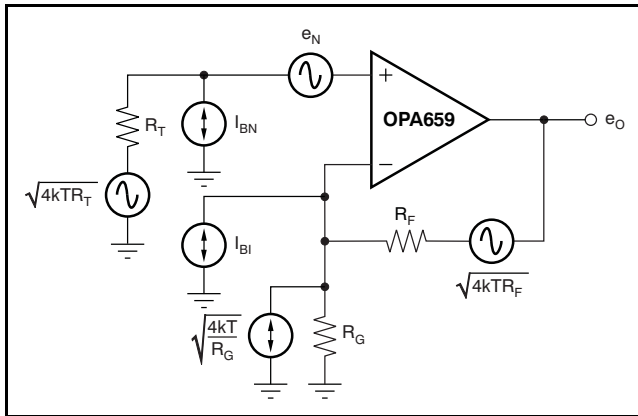 e_N
+
OPA659
e_O
R_T
I_BN
−
√4kTR_T
I_BI
R_F
√4kTR_F
√4kT/R_G
R_G